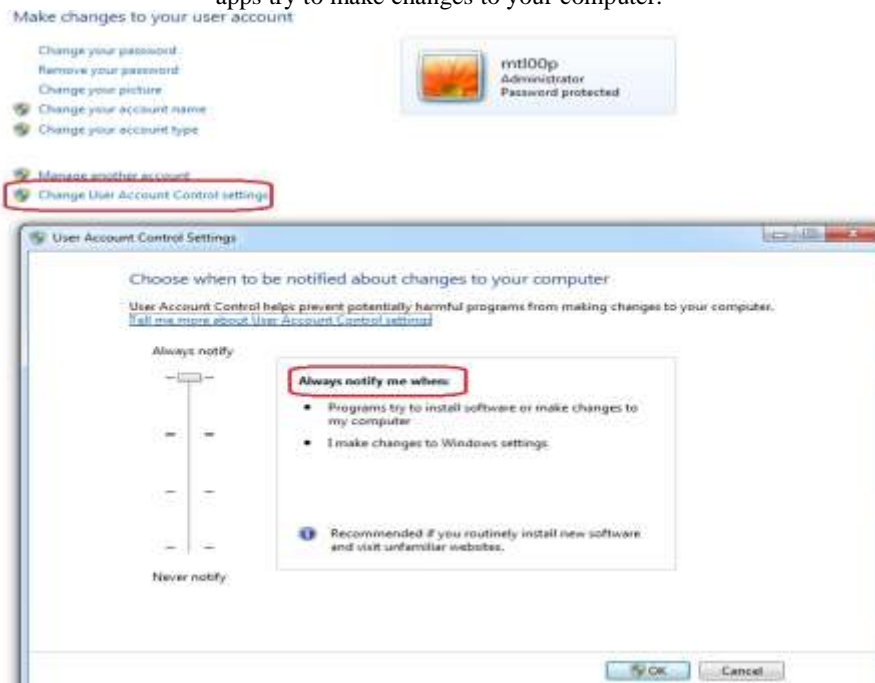 apps try to make changes to your computer.
Make changes to your user account
Change your password
Remove your password
Change your picture
Change your account name
Change your account type
mtl00p
Administrator
Password protected
Manage another account
Change User Account Control settings
User Account Control Settings
Choose when to be notified about changes to your computer
User Account Control helps prevent potentially harmful programs from making changes to your computer.
Tell me more about User Account Control settings
Always notify
Always notify me when:
• Programs try to install software or make changes to
my computer
• I make changes to Windows settings
Recommended if you routinely install new software
and visit unfamiliar websites.
Never notify
OK Cancel